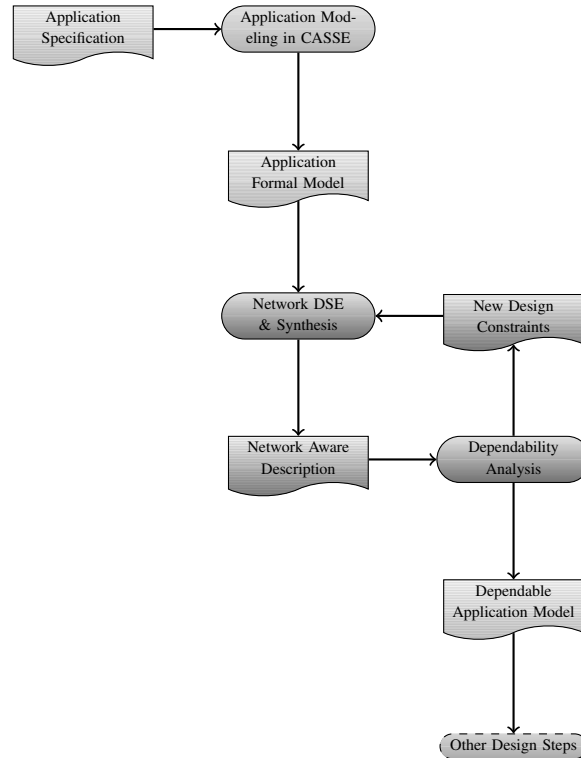 Application
Specification
Application Mod-
eling in CASSE
Application
Formal Model
Network DSE
& Synthesis
New Design
Constraints
Network Aware
Description
Dependability
Analysis
Dependable
Application Model
Other Design Steps